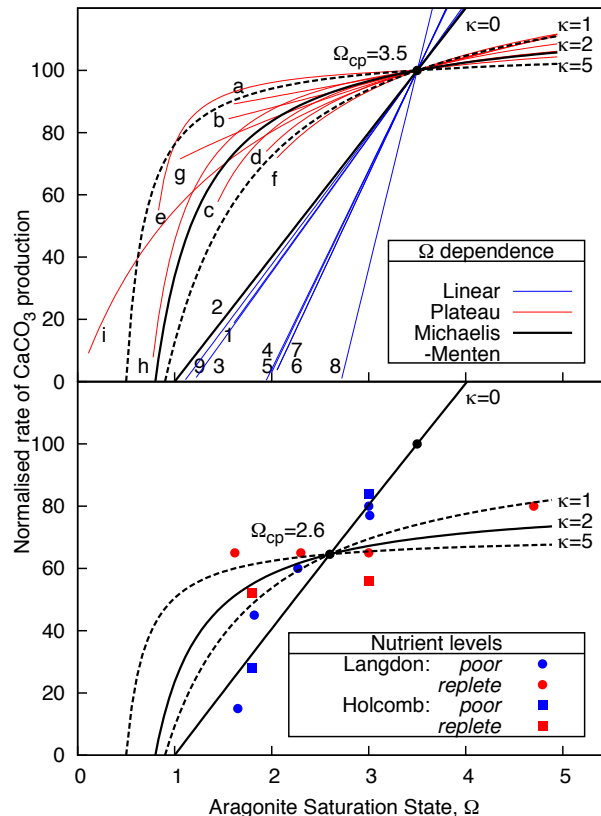 Normalised rate of CaCO₃ production
120
100
80
60
40
20
0
Ω_cp=3.5
κ=0
κ=1
κ=2
κ=5
a
b
g
d
f
c
e
i
h
2
1
9
3
4
5
7
6
8
Ω dependence
Linear
Plateau
Michaelis
-Menten
100
80
60
40
20
0
κ=0
Ω_cp=2.6
κ=1
κ=2
κ=5
Nutrient levels
Langdon: poor
replete
Holcomb: poor
replete
0 1 2 3 4 5
Aragonite Saturation State, Ω